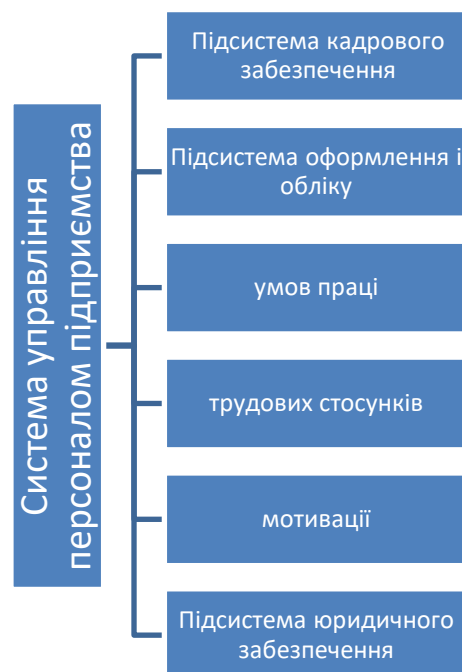 Система управління
персоналом підприємства
Підсистема кадрового
забезпечення
Підсистема оформлення і
обліку
умов праці
трудових стосунків
мотивації
Підсистема юридичного
забезпечення